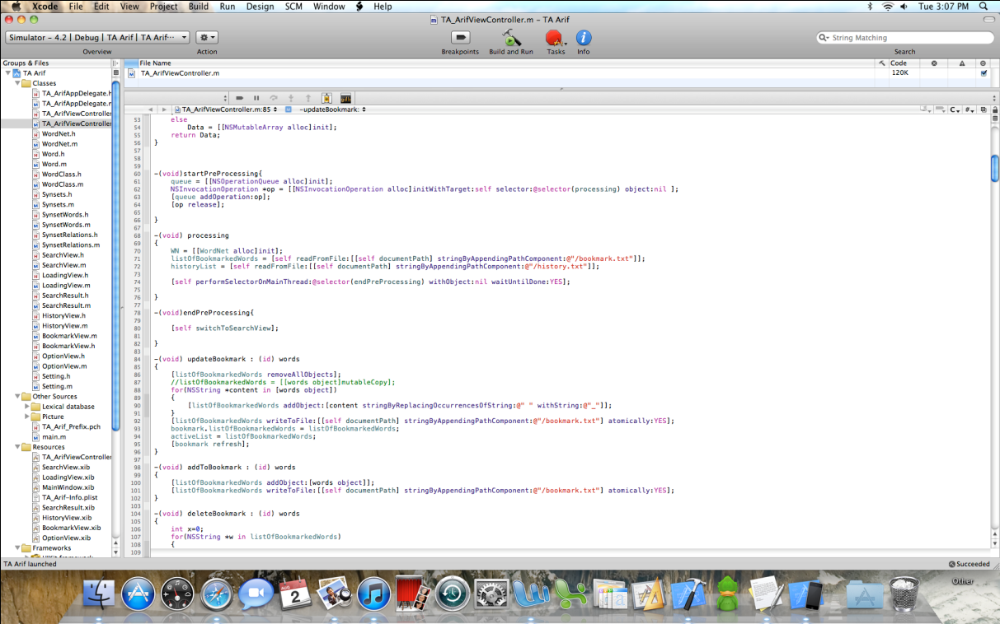 Xcode File Edit View Project Build Run Design SCM Window Help Tue 3:07 PM
TA_ArifViewController.m – TA Arif
Simulator - 4.2 | Debug | TA Arif | TA Arif···
String Matching
Overview Action Breakpoints Build and Run Tasks Info Search
Groups & Files
TA Arif
Classes
TA_ArifAppDelegate.h
TA_ArifAppDelegate.m
TA_ArifViewController
TA_ArifViewController
WordNet.h
WordNet.m
Word.h
Word.m
WordClass.h
WordClass.m
Synsets.h
Synsets.m
SynsetWords.h
SynsetWords.m
SynsetRelations.h
SynsetRelations.m
SearchView.h
SearchView.m
LoadingView.h
LoadingView.m
SearchResult.h
SearchResult.m
HistoryView.h
HistoryView.m
BookmarkView.m
BookmarkView.h
OptionView.h
OptionView.m
Setting.h
Setting.m
Other Sources
Lexical database
Picture
TA_Arif_Prefix.pch
main.m
Resources
TA_ArifViewController
SearchView.xib
LoadingView.xib
MainWindow.xib
TA_Arif-Info.plist
SearchResult.xib
HistoryView.xib
BookmarkView.xib
OptionView.xib
Frameworks
UIKit.framework
File Name Code
TA_ArifViewController.m 120K
TA_ArifViewController.m:85 -updateBookmark: C #
53 else
54 Data = [[NSMutableArray alloc]init];
55 return Data;
56 }
57
58
59
60 -(void)startPreProcessing{
61 queue = [[NSOperationQueue alloc]init];
62 NSInvocationOperation *op = [[NSInvocationOperation alloc]initWithTarget:self selector:@selector(processing) object:nil ];
63 [queue addOperation:op];
64 [op release];
65
66 }
67
68 -(void) processing
69 {
70 WN = [[WordNet alloc]init];
71 listOfBookmarkedWords = [self readFromFile:[[self documentPath] stringByAppendingPathComponent:@"/bookmark.txt"]];
72 historyList = [self readFromFile:[[self documentPath] stringByAppendingPathComponent:@"/history.txt"]];
73
74 [self performSelectorOnMainThread:@selector(endPreProcessing) withObject:nil waitUntilDone:YES];
75
76 }
77
78 -(void)endPreProcessing{
79
80 [self switchToSearchView];
81
82 }
83
84 -(void) updateBookmark : (id) words
85 {
86 [listOfBookmarkedWords removeAllObjects];
87 //listOfBookmarkedWords = [[words object]mutableCopy];
88 for(NSString *content in [words object])
89 {
90 [listOfBookmarkedWords addObject:[content stringByReplacingOccurrencesOfString:@" " withString:@"_"]];
91 }
92 [listOfBookmarkedWords writeToFile:[[self documentPath] stringByAppendingPathComponent:@"/bookmark.txt"] atomically:YES];
93 bookmark.listOfBookmarkedWords = listOfBookmarkedWords;
94 activeList = listOfBookmarkedWords;
95 [bookmark refresh];
96 }
97
98 -(void) addToBookmark : (id) words
99 {
100 [listOfBookmarkedWords addObject:[words object]];
101 [listOfBookmarkedWords writeToFile:[[self documentPath] stringByAppendingPathComponent:@"/bookmark.txt"] atomically:YES];
102 }
103
104 -(void) deleteBookmark : (id) words
105 {
106 int x=0;
107 for(NSString *w in listOfBookmarkedWords)
108 {
109
TA Arif launched Succeeded
AUG
2
Other